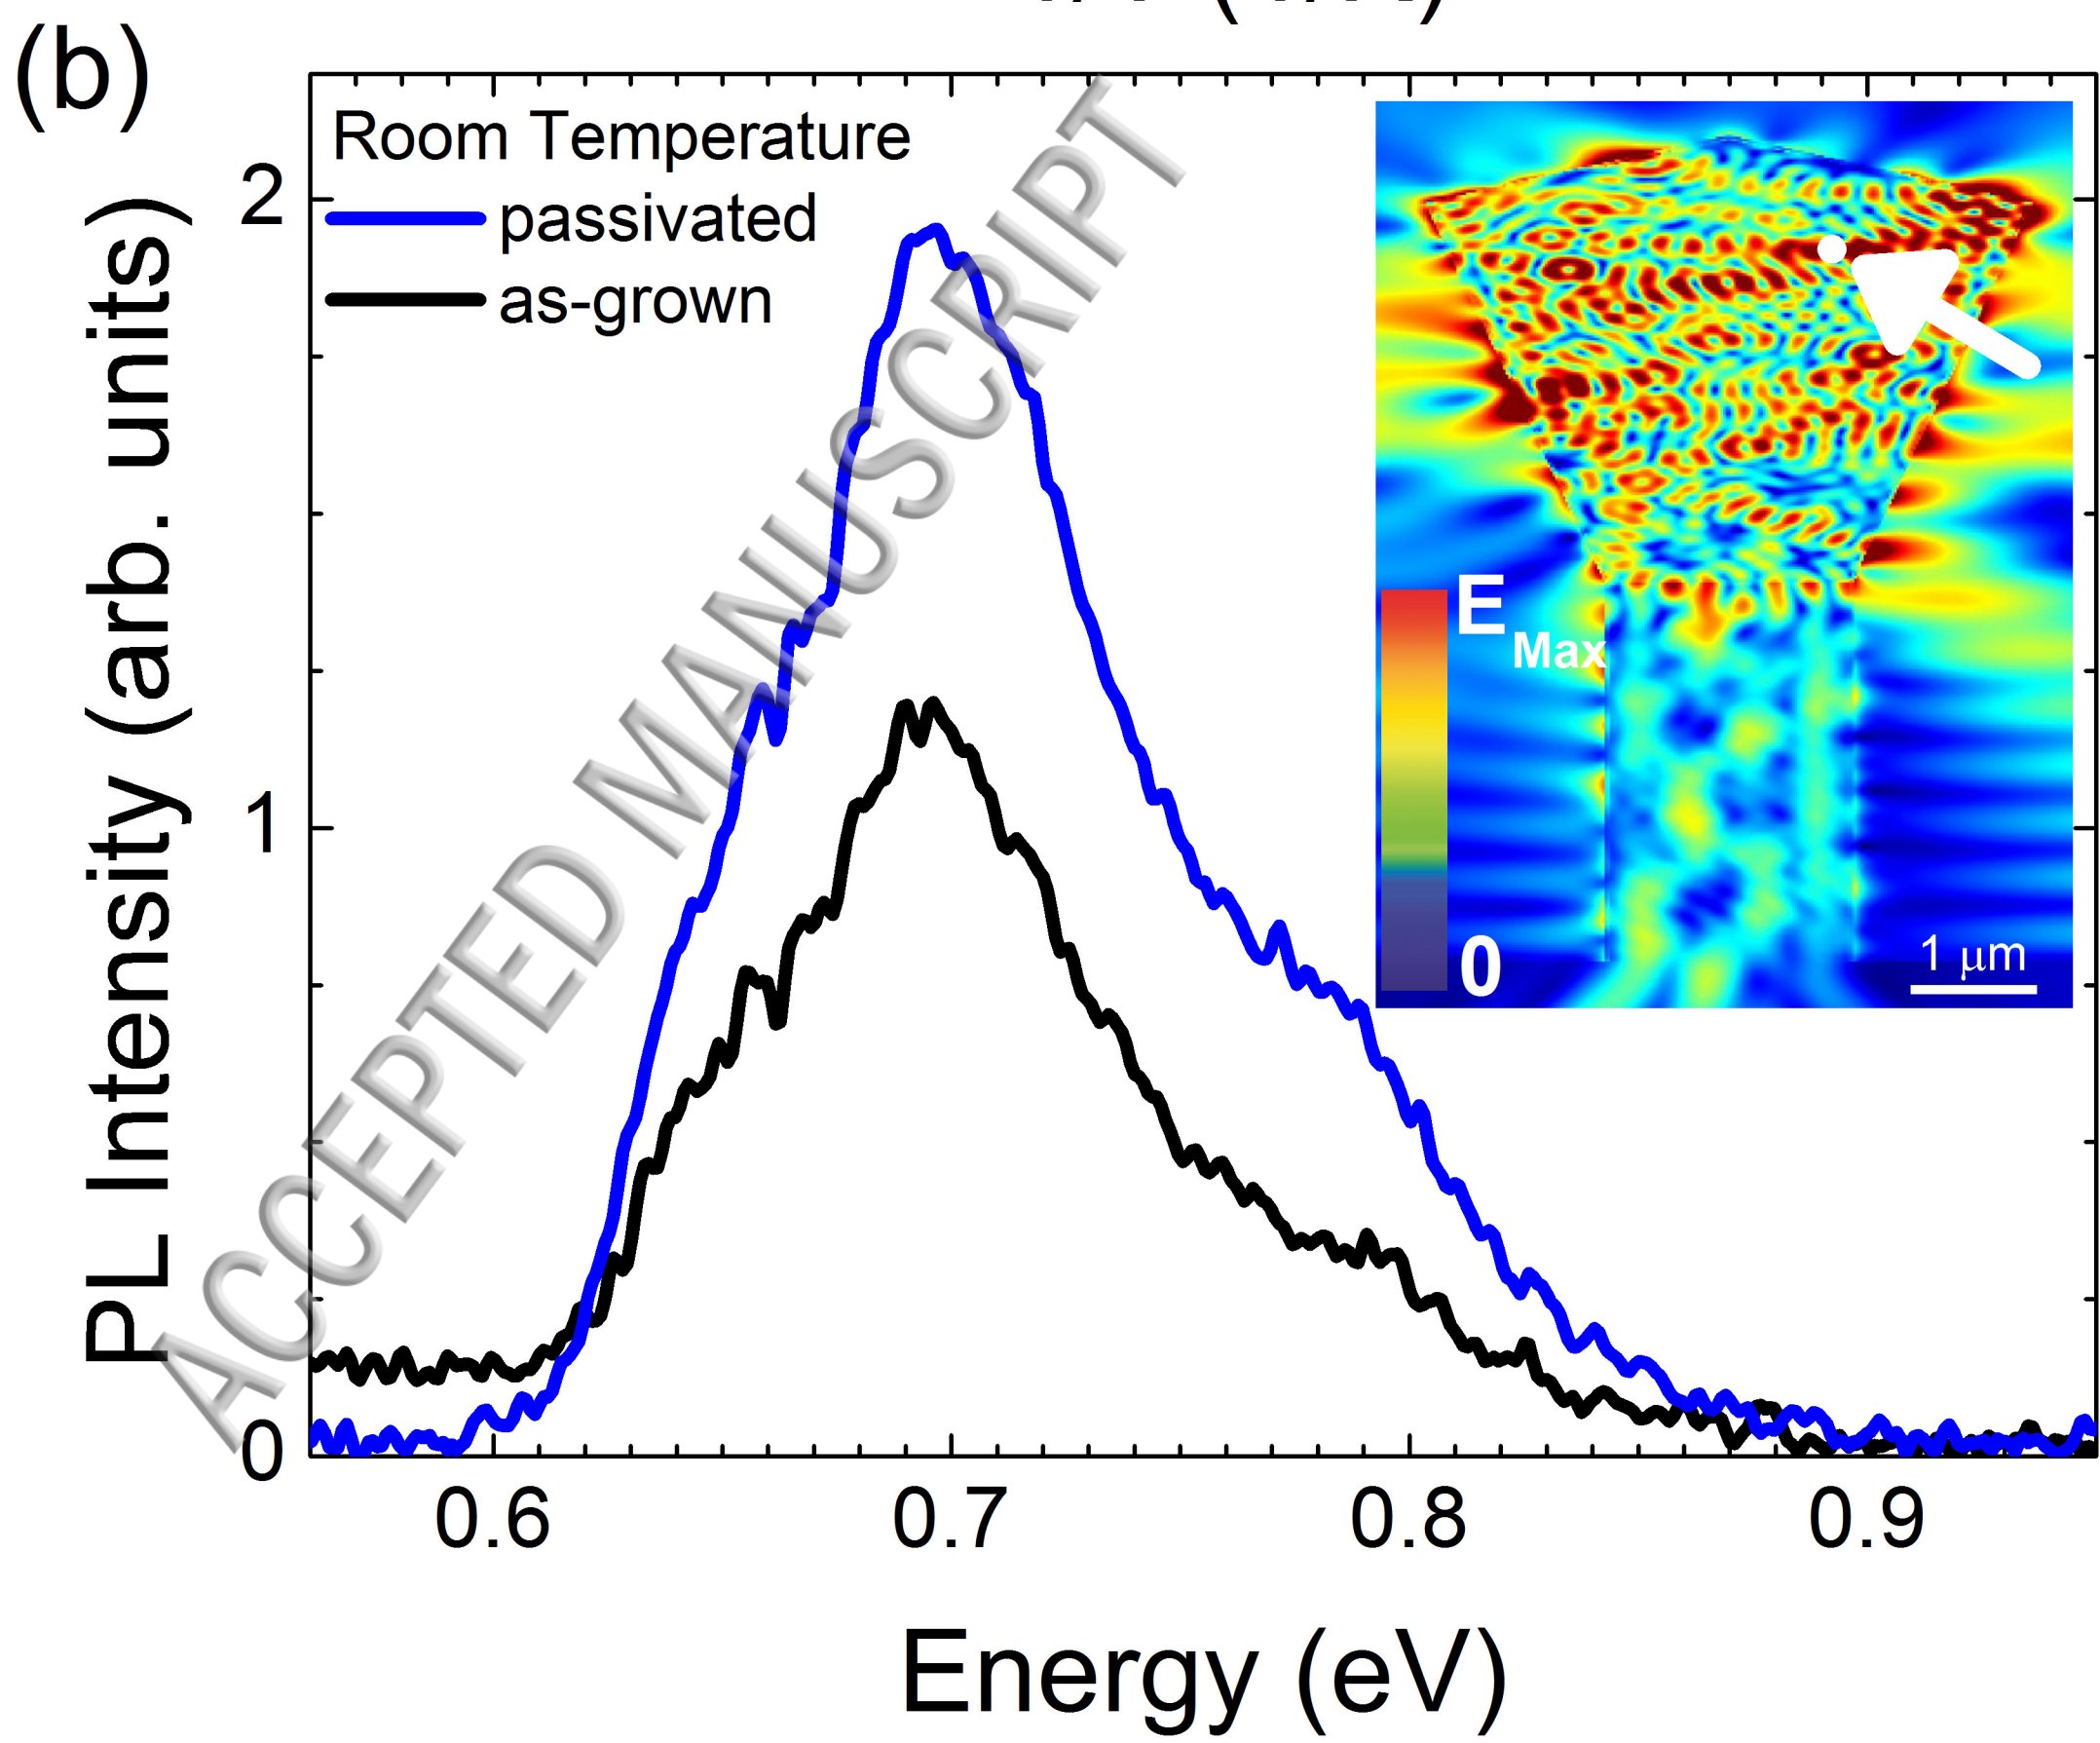 (b)
Room Temperature
passivated
as-grown
ACCEPTED MANUSCRIPT
PL Intensity (arb. units)
2
1
0
0.6
0.7
0.8
0.9
Energy (eV)
E Max
0
1 μm